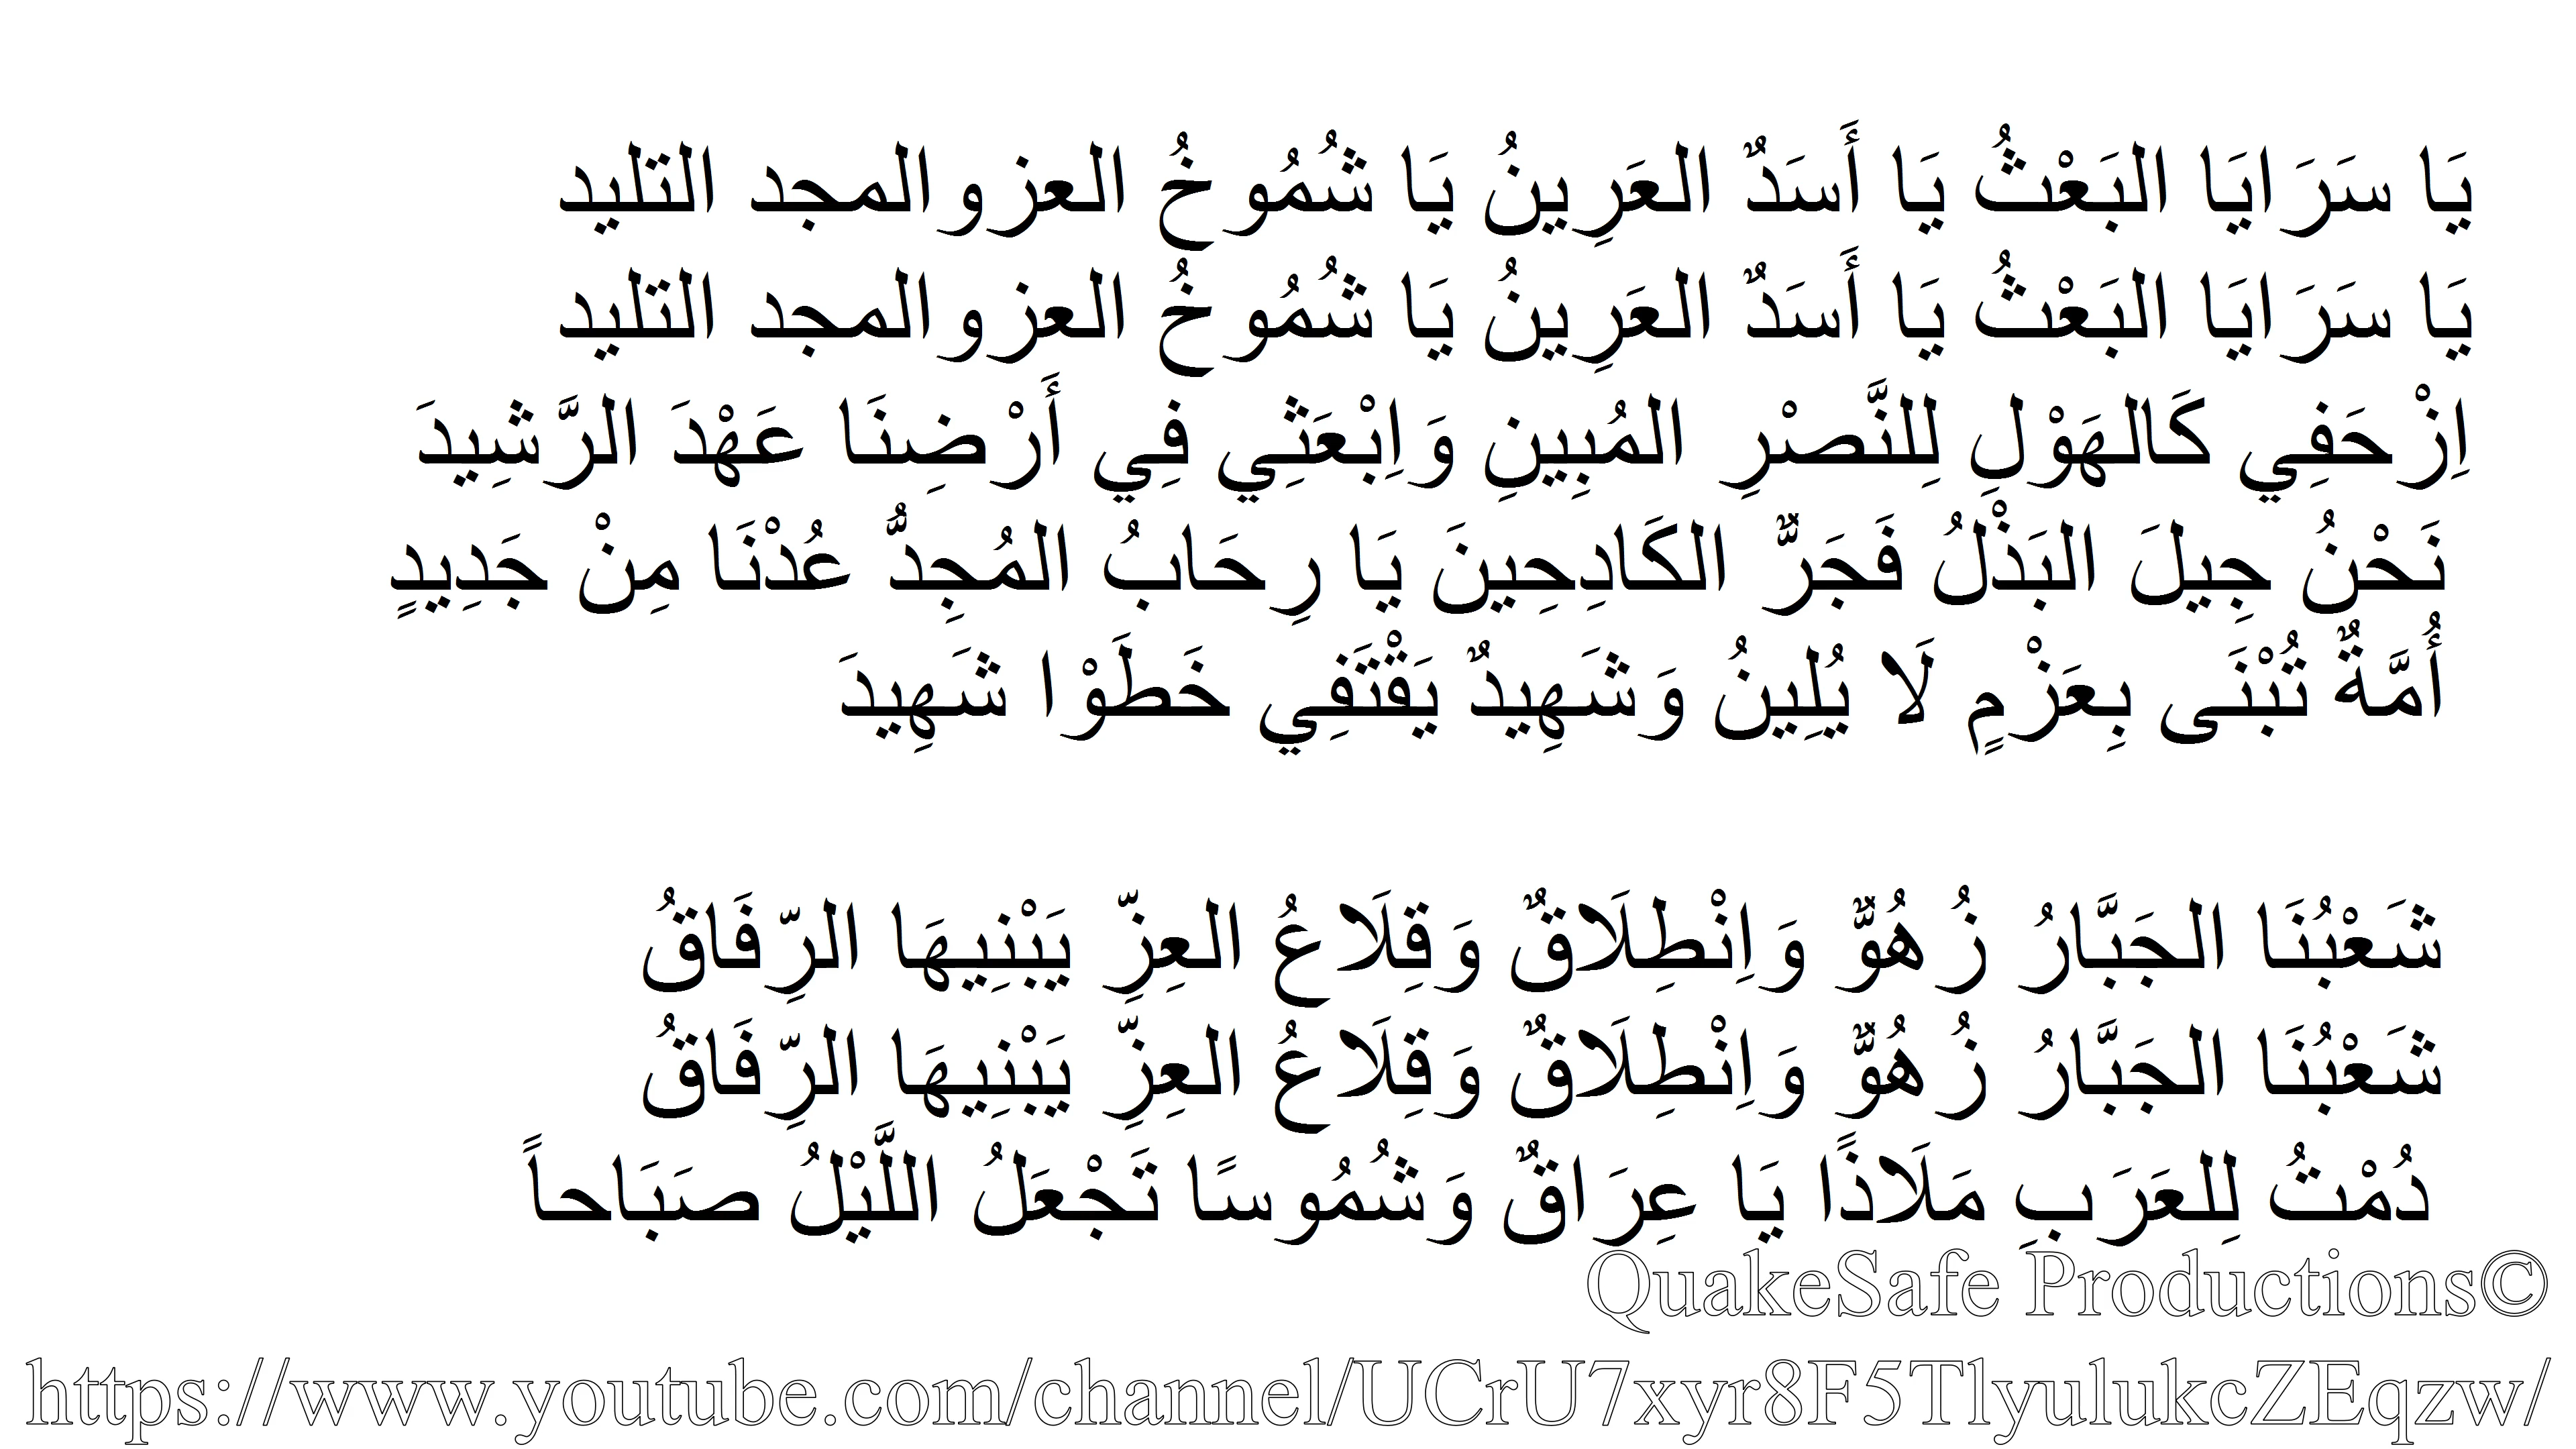 يَا سَرَايَا البَعْثُ يَا أَسَدٌ العَرِينُ يَا شُمُوخُ العزوالمجد التليد
يَا سَرَايَا البَعْثُ يَا أَسَدٌ العَرِينُ يَا شُمُوخُ العزوالمجد التليد
اِزْحَفِي كَالهَوْلِ لِلنَّصْرِ المُبِينِ وَاِبْعَثِي فِي أَرْضِنَا عَهْدَ الرَّشِيدَ
نَحْنُ جِيلَ البَذْلُ فَجَرٌّ الكَادِحِينَ يَا رِحَابُ المُجِدُّ عُدْنَا مِنْ جَدِيدٍ
أُمَّةٌ تُبْنَى بِعَزْمٍ لَا يُلِينُ وَشَهِيدٌ يَقْتَفِي خَطَوْا شَهِيدَ
شَعْبُنَا الجَبَّارُ زُهُوٌّ وَاِنْطِلَاقٌ وَقِلَاعُ العِزِّ يَبْنِيهَا الرِّفَاقُ
شَعْبُنَا الجَبَّارُ زُهُوٌّ وَاِنْطِلَاقٌ وَقِلَاعُ العِزِّ يَبْنِيهَا الرِّفَاقُ
دُمْتُ لِلعَرَبِ مَلَاذًا يَا عِرَاقٌ وَشُمُوسًا تَجْعَلُ اللَّيْلُ صَبَاحاً
QuakeSafe Productions©
https://www.youtube.com/channel/UCrU7xyr8F5TlyulukcZEqzw/